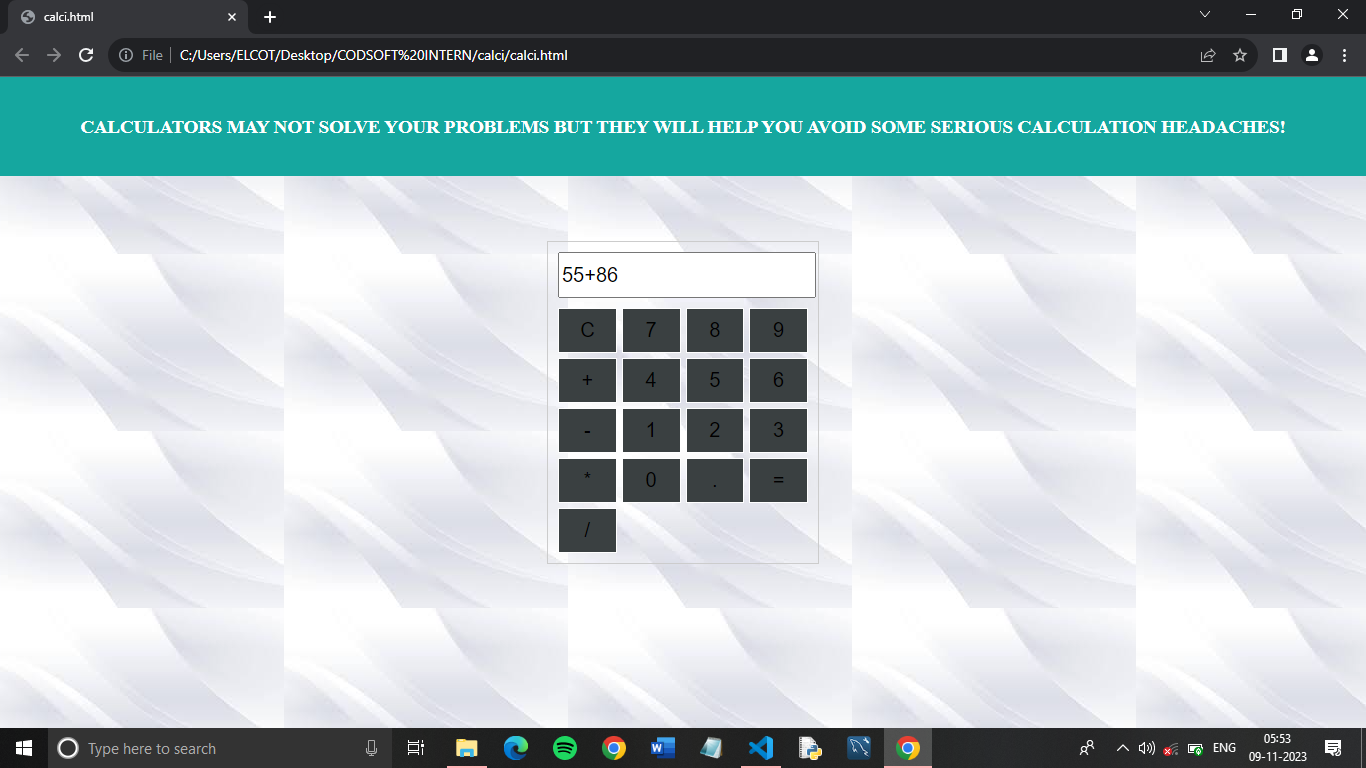 calci.html
File
C:/Users/ELCOT/Desktop/CODSOFT%20INTERN/calci/calci.html
CALCULATORS MAY NOT SOLVE YOUR PROBLEMS BUT THEY WILL HELP YOU AVOID SOME SERIOUS CALCULATION HEADACHES!
55+86
C 7 8 9
+ 4 5 6
- 1 2 3
* 0 . =
/
Type here to search
ENG
05:53
09-11-2023